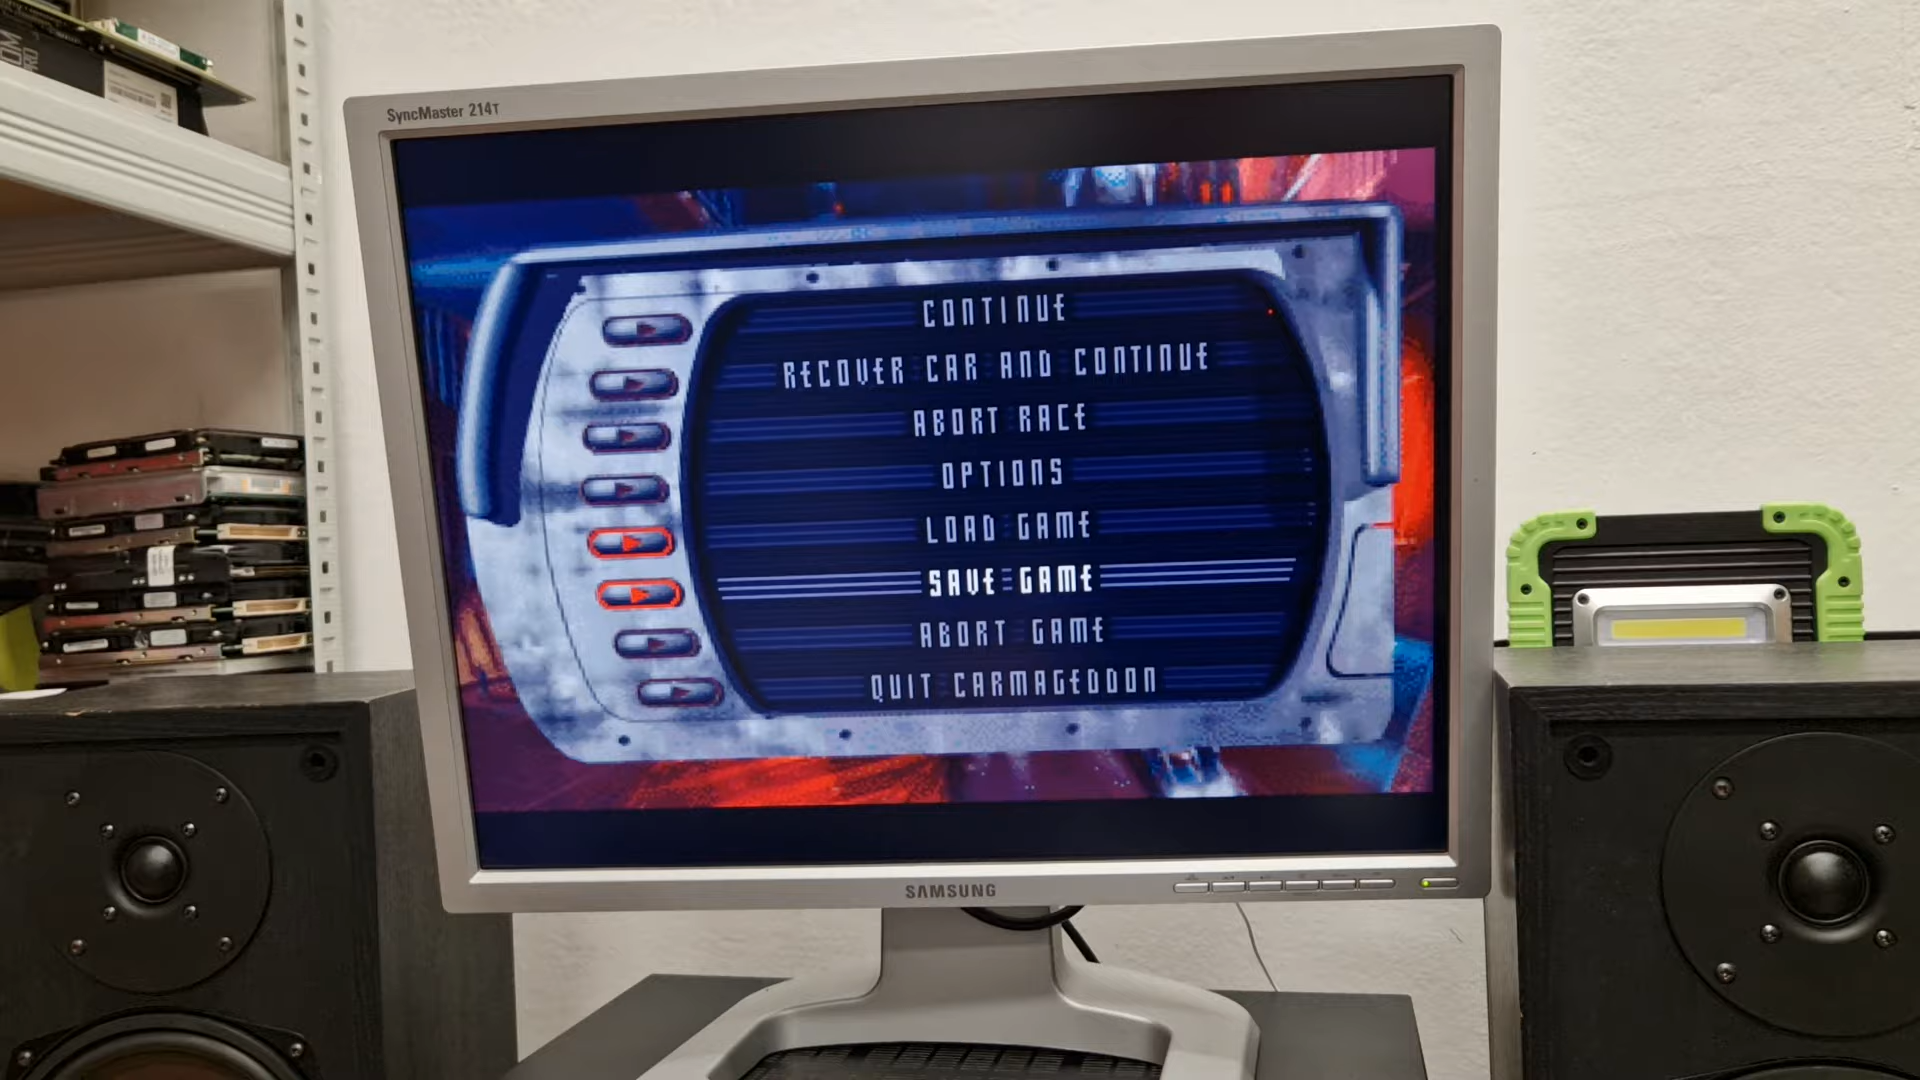 SyncMaster 214T
CONTINUE
RECOVER CAR AND CONTINUE
ABORT RACE
OPTIONS
LOAD GAME
SAVE GAME
ABORT GAME
QUIT CARMAGEDDON
SAMSUNG